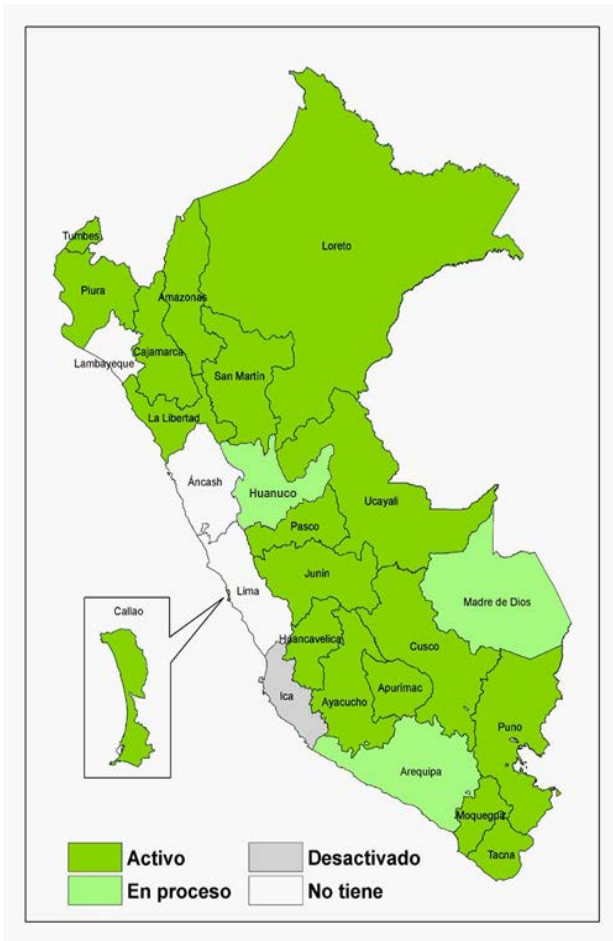 Loreto
Tumbes
Piura
Amazonas
Lambayeque
Cajamarca
San Martín
La Libertad
Áncash
Huanuco
Ucayali
Pasco
Junín
Lima
Madre de Dios
Callao
Huancavelica
Cusco
Ica
Ayacucho
Apurímac
Puno
Arequipa
Moquegua
Tacna
Activo
Desactivado
En proceso
No tiene